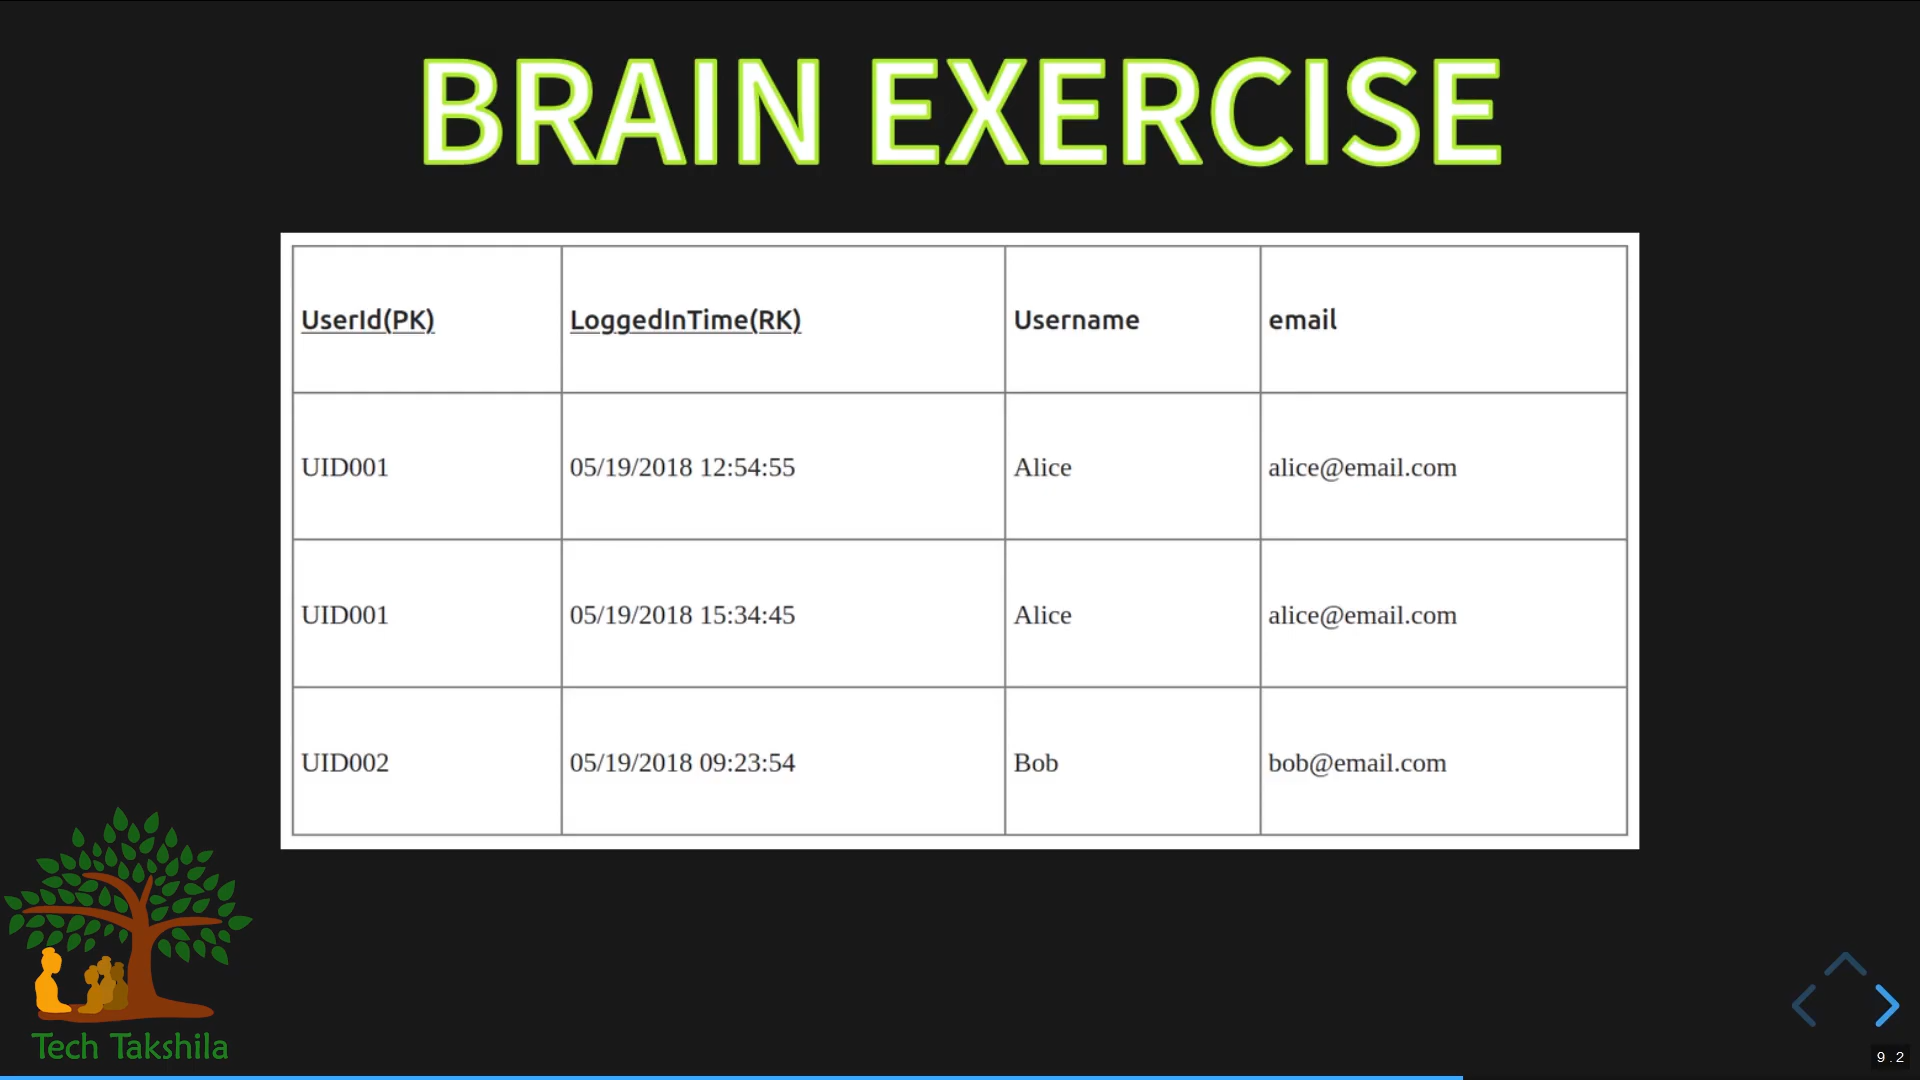 BRAIN EXERCISE
UserId(PK) LoggedInTime(RK) Username email
UID001 05/19/2018 12:54:55 Alice alice@email.com
UID001 05/19/2018 15:34:45 Alice alice@email.com
UID002 05/19/2018 09:23:54 Bob bob@email.com
Tech Takshila
9.2